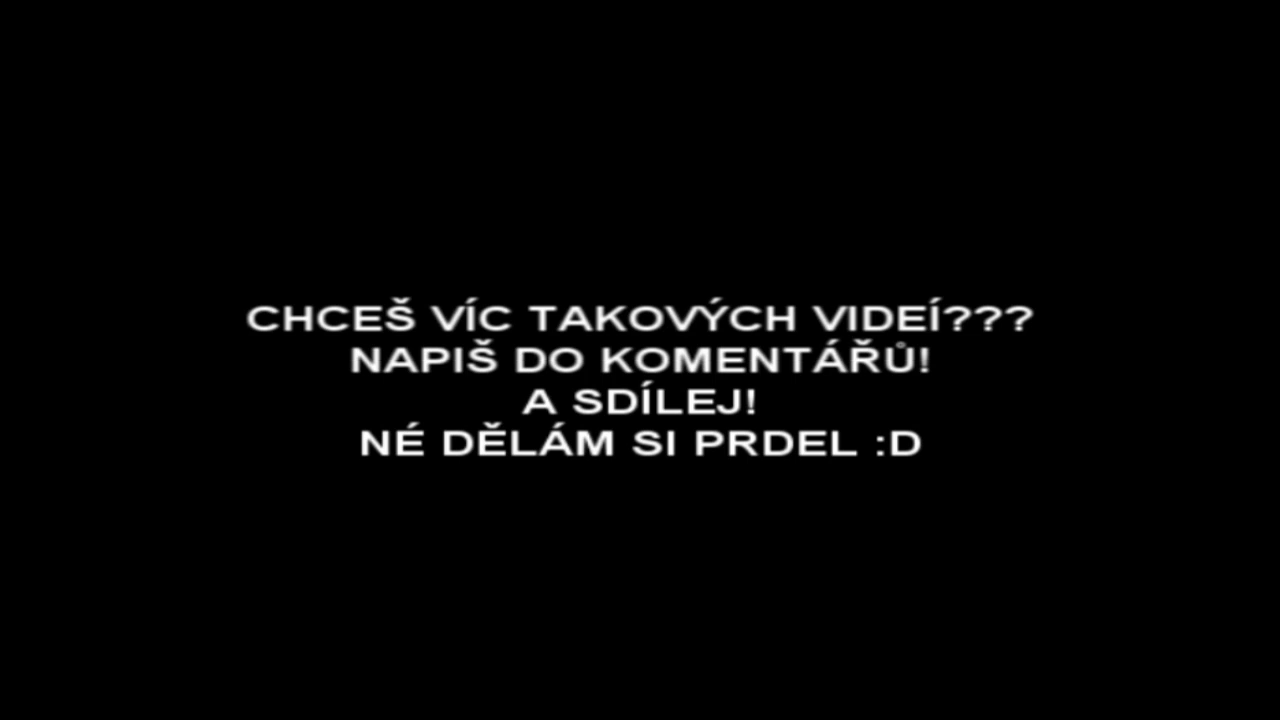 CHCEŠ VÍC TAKOVÝCH VIDEÍ???
NAPIŠ DO KOMENTÁŘŮ!
A SDÍLEJ!
NÉ DĚLÁM SI PRDEL :D